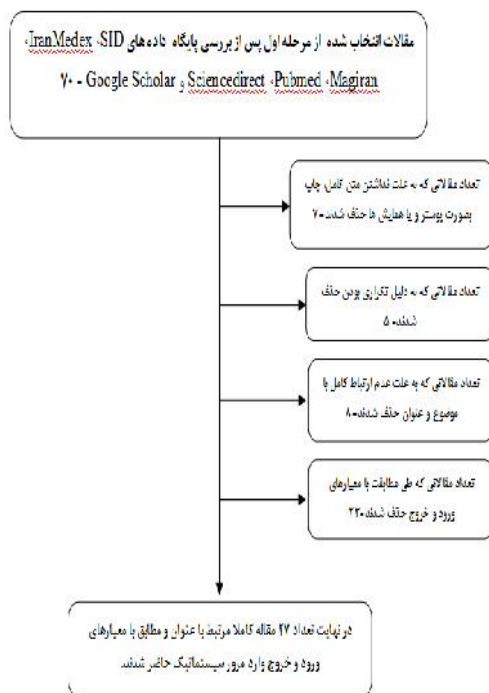 مقالات انتخاب شده از مرحله اول پس از بررسی پایگاه داده های SID، IranMedex،
Magiran، Pubmed، Sciencedirect و Google Scholar - ۷۰
تعداد مقالاتی که به علت نداشتن متن کامل، چاپ
بصورت پوستر و یا همایش ها حذف شدند-۷
تعداد مقالاتی که به دلیل تکراری بودن حذف
شدند-۵
تعداد مقالاتی که به علت عدم ارتباط کامل با
موضوع و عنوان حذف شدند-۸
تعداد مقالاتی که طی مطابقت با معیارهای
ورود و خروج حذف شدند-۲۳
در نهایت تعداد ۲۷ مقاله کاملا مرتبط با عنوان و مطابق با معیارهای
ورود و خروج وارد مرور سیستماتیک حاضر شدند.